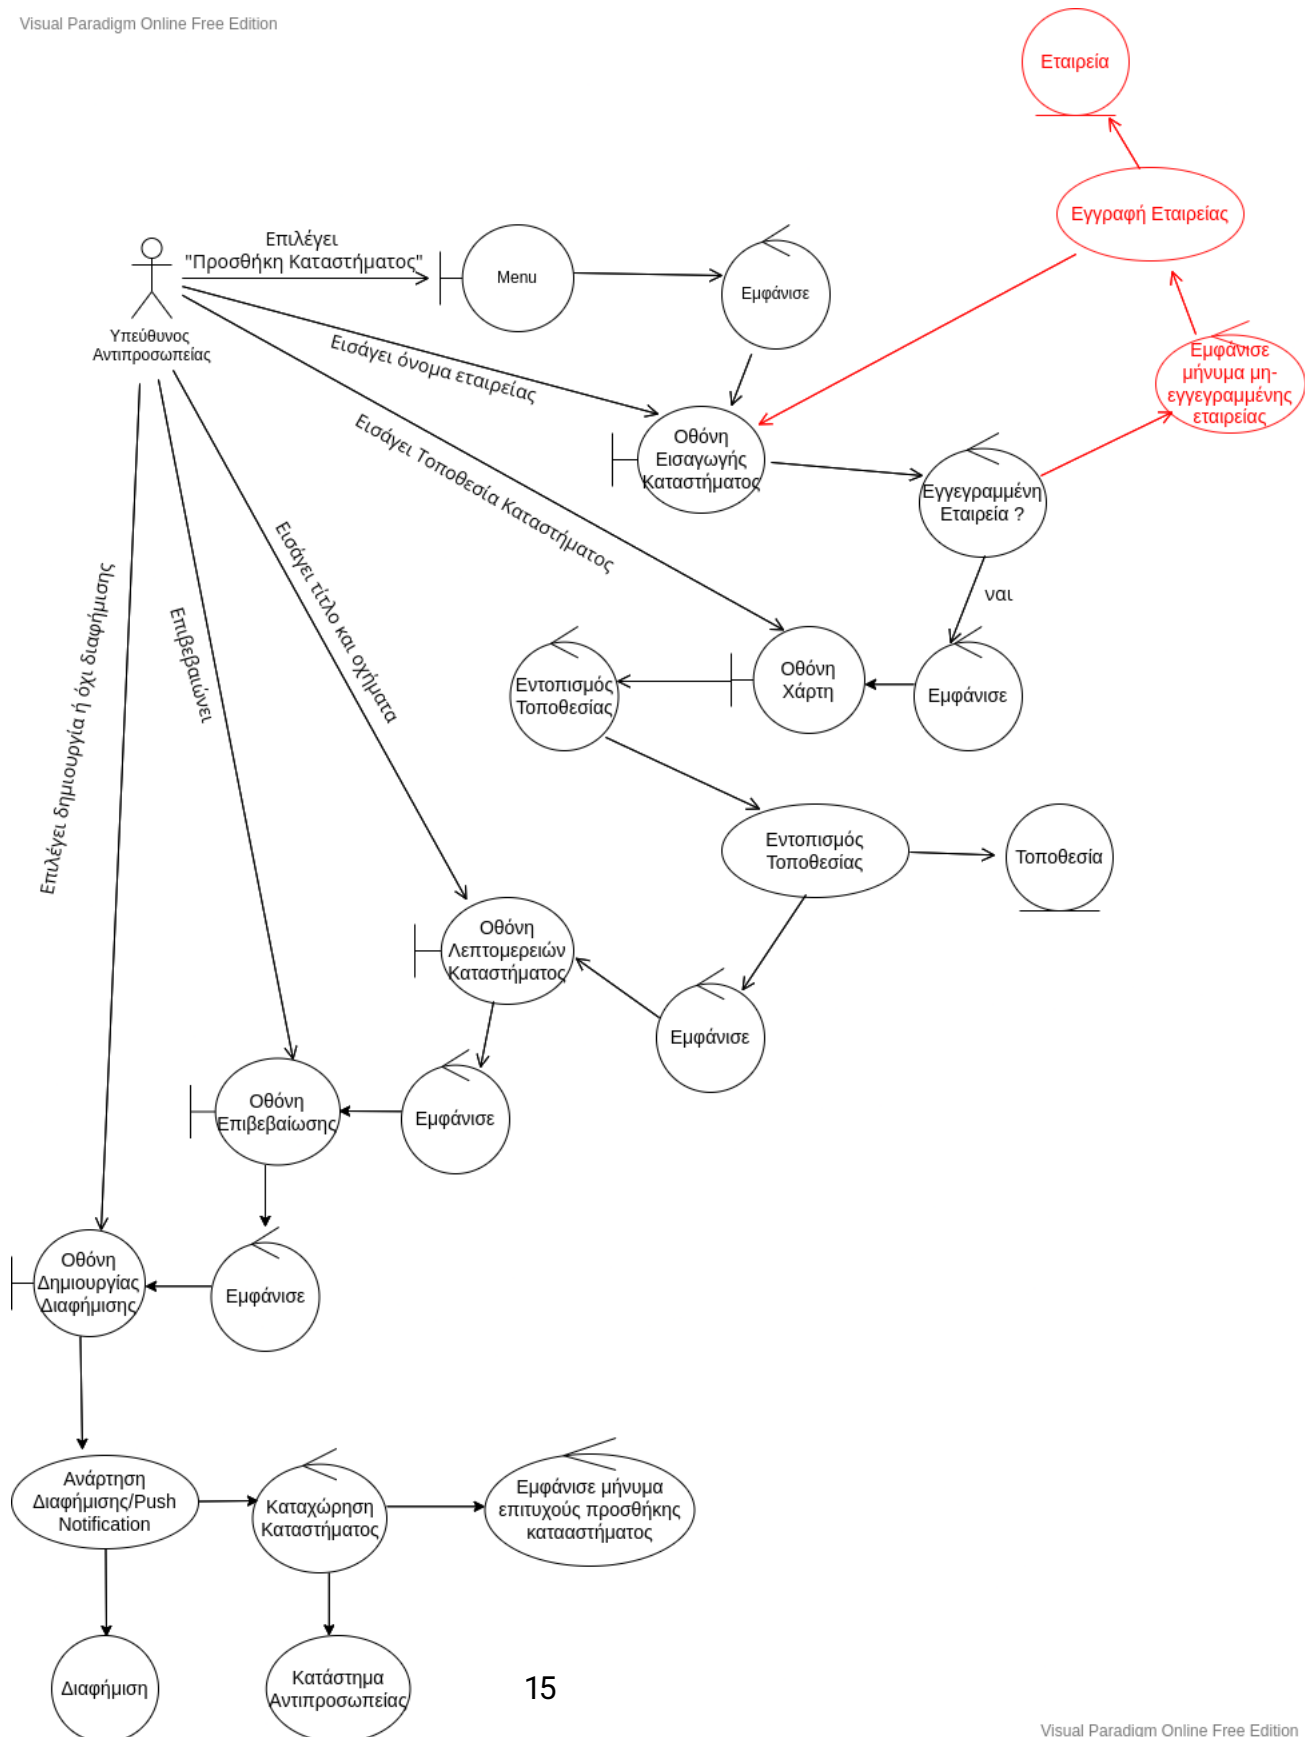 Visual Paradigm Online Free Edition
Εταιρεία
Εγγραφή Εταιρείας
Επιλέγει
"Προσθήκη Καταστήματος"
Menu
Εμφάνισε
Υπεύθυνος
Αντιπροσωπείας
Εισάγει όνομα εταιρείας
Εμφάνισε
μήνυμα μη-
εγγεγραμμένης
εταιρείας
Εισάγει Τοποθεσία Καταστήματος
Οθόνη
Εισαγωγής
Καταστήματος
Εγγεγραμμένη
Εταιρεία ?
ναι
Εισάγει τίτλο και οχήματα
Επιβεβαιώνει
Επιλέγει δημιουργία ή όχι διαφήμισης
Εντοπισμός
Τοποθεσίας
Οθόνη
Χάρτη
Εμφάνισε
Εντοπισμός
Τοποθεσίας
Τοποθεσία
Οθόνη
Λεπτομερειών
Καταστήματος
Εμφάνισε
Οθόνη
Επιβεβαίωσης
Εμφάνισε
Οθόνη
Δημιουργίας
Διαφήμισης
Εμφάνισε
Ανάρτηση
Διαφήμισης/Push
Notification
Καταχώρηση
Καταστήματος
Εμφάνισε μήνυμα
επιτυχούς προσθήκης
κατααστήματος
Διαφήμιση
Κατάστημα
Αντιπροσωπείας
15
Visual Paradigm Online Free Edition